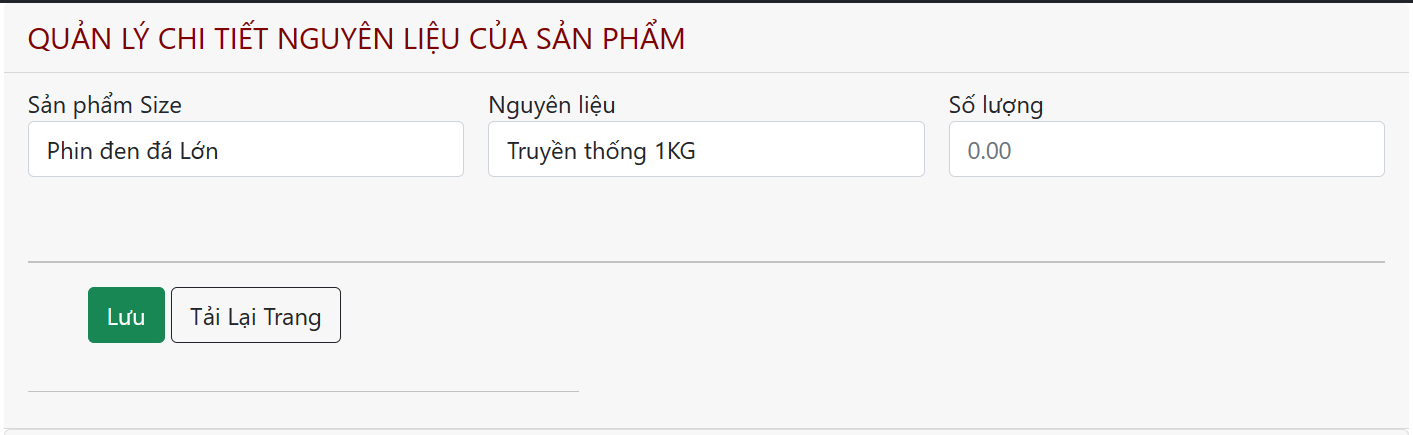 QUẢN LÝ CHI TIẾT NGUYÊN LIỆU CỦA SẢN PHẨM
Sản phẩm Size Nguyên liệu Số lượng
Phin đen đá Lớn Truyền thống 1KG 0.00
Lưu Tải Lại Trang